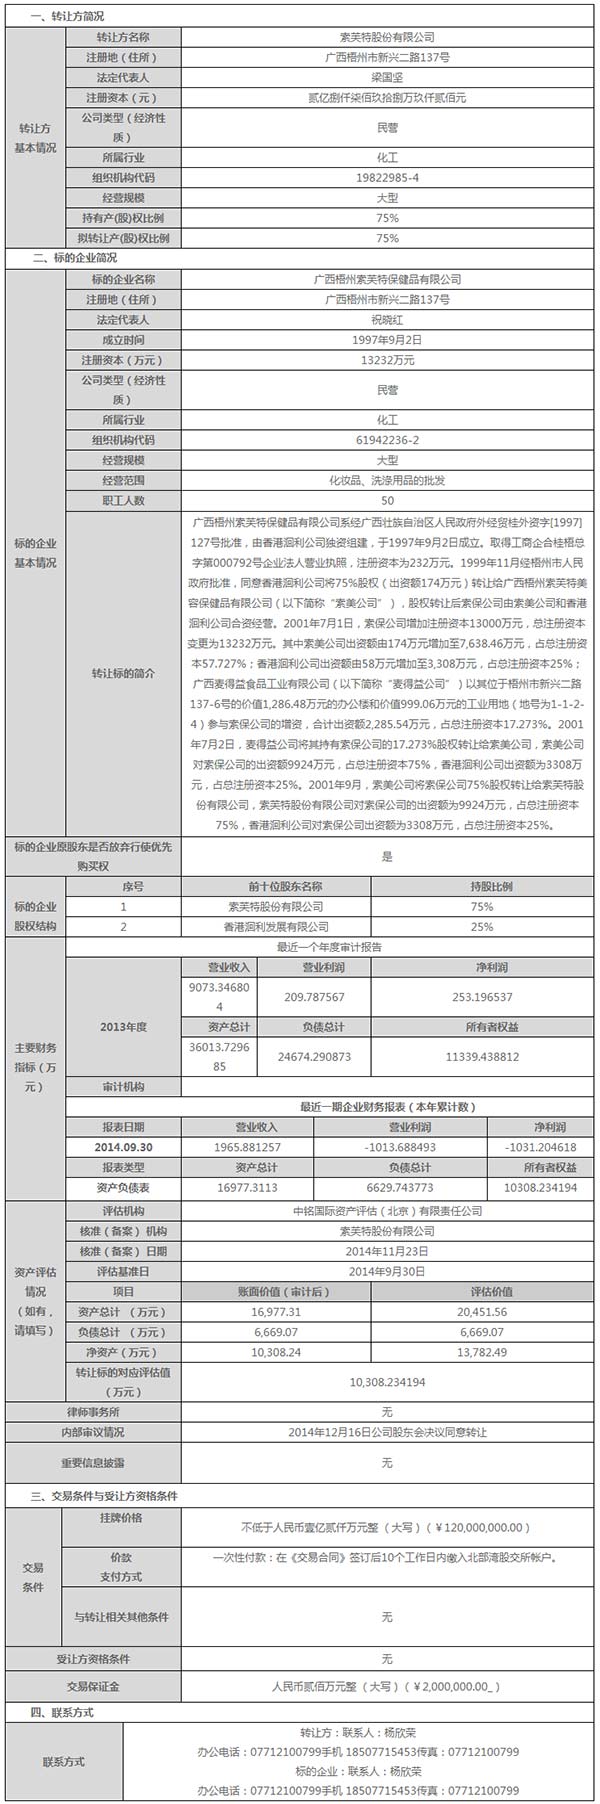 一、转让方简况
转让方
基本情况
转让方名称
素芙特股份有限公司
注册地（住所）
广西梧州市新兴二路137号
法定代表人
梁国坚
注册资本（元）
贰亿捌仟柒佰玖拾捌万玖仟贰佰元
公司类型（经济性
质）
民营
所属行业
化工
组织机构代码
19822985-4
经营规模
大型
持有产(股)权比例
75%
拟转让产(股)权比例
75%
二、标的企业简况
标的企业
基本情况
标的企业名称
广西梧州素芙特保健品有限公司
注册地（住所）
广西梧州市新兴二路137号
法定代表人
祝晓红
成立时间
1997年9月2日
注册资本（万元）
13232万元
公司类型（经济性
质）
民营
所属行业
化工
组织机构代码
61942236-2
经营规模
大型
经营范围
化妆品、洗涤用品的批发
职工人数
50
转让标的简介
广西梧州素芙特保健品有限公司系经广西壮族自治区人民政府外经贸桂外资字[1997]
127号批准，由香港洄利公司独资组建，于1997年9月2日成立。取得工商企合桂梧总
字第000792号企业法人营业执照，注册资本为232万元。1999年11月经梧州市人民
政府批准，同意香港洄利公司将75%股权（出资额174万元）转让给广西梧州素芙特美
容保健品有限公司（以下简称“素美公司”），股权转让后素保公司由素美公司和香港
洄利公司合资经营。2001年7月1日，素保公司增加注册资本13000万元，总注册资本
变更为13232万元。其中素美公司出资额由174万元增加至7,638.46万元，占总注册资
本57.727%；香港洄利公司出资额由58万元增加至3,308万元，占总注册资本25%；
广西麦得益食品工业有限公司（以下简称“麦得益公司”）以其位于梧州市新兴二路
137-6号的价值1,286.48万元的办公楼和价值999.06万元的工业用地（地号为1-1-2-
4）参与素保公司的增资，合计出资额2,285.54万元，占总注册资本17.273%。2001
年7月2日，麦得益公司将其持有素保公司的17.273%股权转让给素美公司，素美公司
对素保公司的出资额9924万元，占总注册资本75%，香港洄利公司出资额为3308万
元，占总注册资本25%。2001年9月，素美公司将素保公司75%股权转让给素芙特股
份有限公司，素芙特股份有限公司对素保公司的出资额为9924万元，占总注册资本
75%，香港洄利公司对素保公司出资额为3308万元，占总注册资本25%。
标的企业原股东是否放弃行使优先
购买权
是
标的企业
股权结构
序号
前十位股东名称
持股比例
1
素芙特股份有限公司
75%
2
香港洄利发展有限公司
25%
主要财务
指标（万
元）
最近一个年度审计报告
2013年度
营业收入
营业利润
净利润
9073.34680
4
209.787567
253.196537
资产总计
负债总计
所有者权益
36013.7296
85
24674.290873
11339.438812
审计机构
最近一期企业财务报表（本年累计数）
报表日期
营业收入
营业利润
净利润
2014.09.30
1965.881257
-1013.688493
-1031.204618
报表类型
资产总计
负债总计
所有者权益
资产负债表
16977.3113
6629.743773
10308.234194
资产评估
情况
（如有，
请填写）
评估机构
中铭国际资产评估（北京）有限责任公司
核准（备案）机构
素芙特股份有限公司
核准（备案）日期
2014年11月23日
评估基准日
2014年9月30日
项目
账面价值（审计后）
评估价值
资产总计 （万元）
16,977.31
20,451.56
负债总计 （万元）
6,669.07
6,669.07
净资产（万元）
10,308.24
13,782.49
转让标的对应评估值
（万元）
10,308.234194
律师事务所
无
内部审议情况
2014年12月16日公司股东会决议同意转让
重要信息披露
无
三、交易条件与受让方资格条件
交易
条件
挂牌价格
不低于人民币壹亿贰仟万元整 （大写）（￥120,000,000.00）
价款
支付方式
一次性付款：在《交易合同》签订后10个工作日内缴入北部湾股交所帐户。
与转让相关其他条件
无
受让方资格条件
无
交易保证金
人民币贰佰万元整 （大写）（￥2,000,000.00_）
四、联系方式
联系方式
转让方：联系人：杨欣荣
办公电话：07712100799手机 18507715453传真：07712100799
标的企业：联系人：杨欣荣
办公电话：07712100799手机 18507715453传真：07712100799